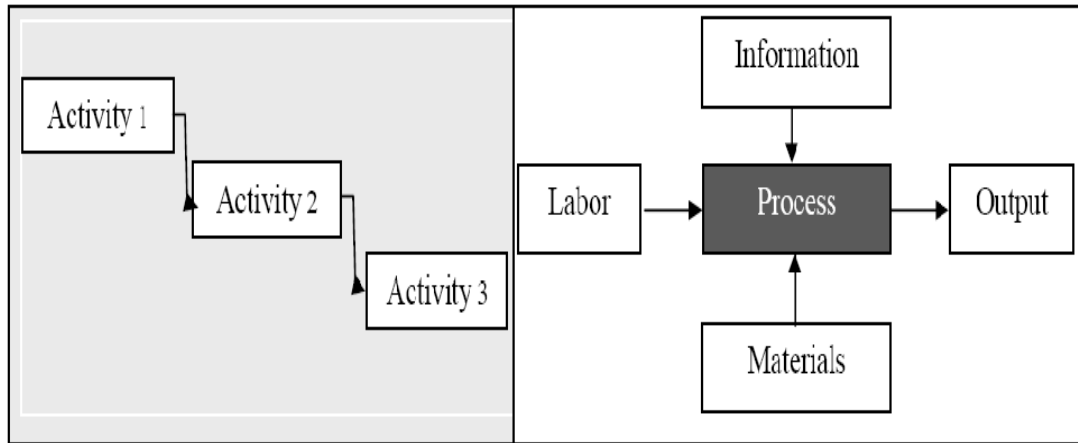 Activity 1
Activity 2
Activity 3
Information
Labor
Process
Output
Materials